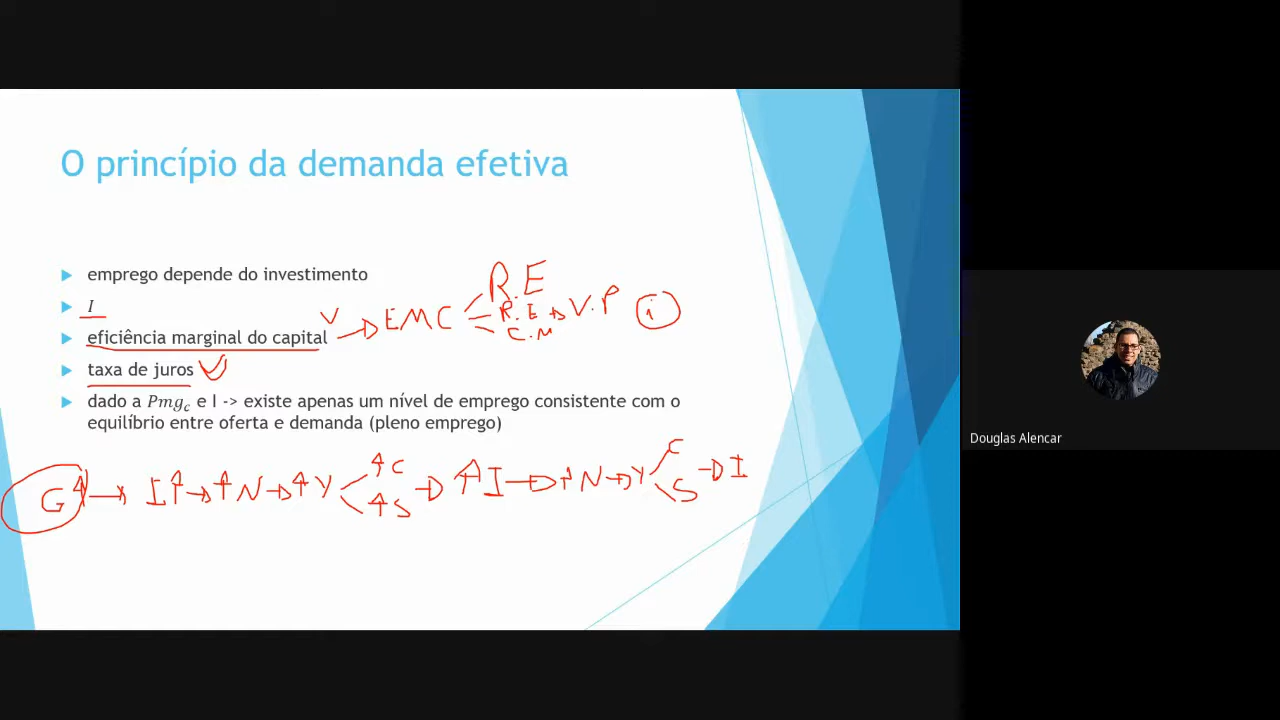 O princípio da demanda efetiva
emprego depende do investimento
I
eficiência marginal do capital
EMC
R.E
R.E → V.P
i
C.M
taxa de juros
dado a Pmg_c e I -> existe apenas um nível de emprego consistente com o
equilíbrio entre oferta e demanda (pleno emprego)
G↑ → I↑ → ↑N → ↑Y
↑C
↑S
→ ↑I → ↑N → Y
C
S
→ I
Douglas Alencar